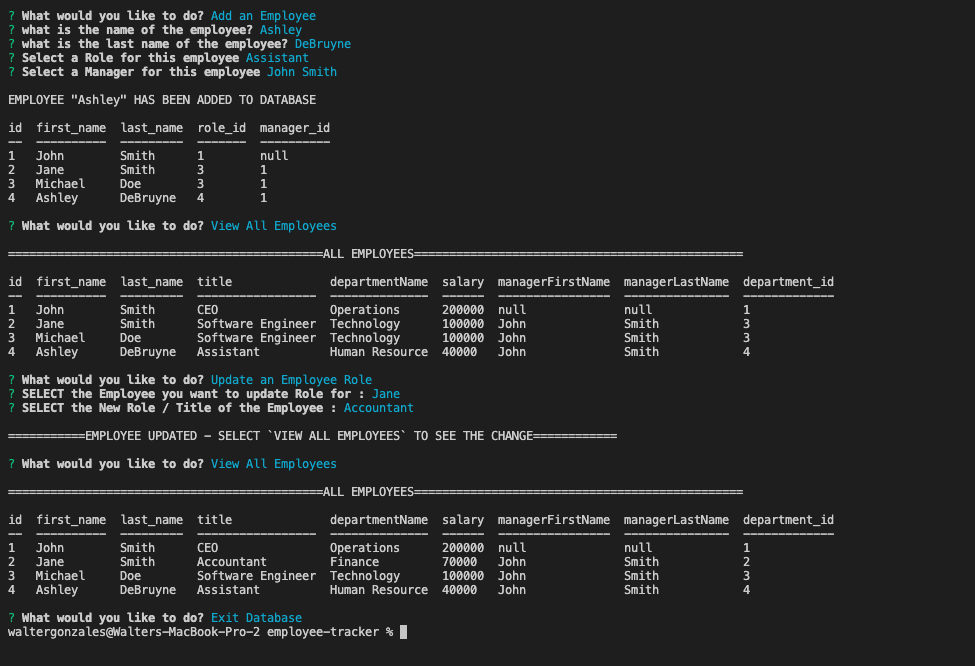 ? What would you like to do? Add an Employee
? what is the name of the employee? Ashley
? what is the last name of the employee? DeBruyne
? Select a Role for this employee Assistant
? Select a Manager for this employee John Smith
EMPLOYEE "Ashley" HAS BEEN ADDED TO DATABASE
id  first_name  last_name  role_id  manager_id
--  ----------  ---------  -------  ----------
1   John        Smith      1        null
2   Jane        Smith      3        1
3   Michael     Doe        3        1
4   Ashley      DeBruyne   4        1
? What would you like to do? View All Employees
=============================================ALL EMPLOYEES===============================================
id  first_name  last_name  title              departmentName  salary  managerFirstName  managerLastName  department_id
--  ----------  ---------  -----------------  --------------  ------  ----------------  ---------------  -------------
1   John        Smith      CEO                Operations      200000  null              null             1
2   Jane        Smith      Software Engineer  Technology      100000  John              Smith            3
3   Michael     Doe        Software Engineer  Technology      100000  John              Smith            3
4   Ashley      DeBruyne   Assistant          Human Resource  40000   John              Smith            4
? What would you like to do? Update an Employee Role
? SELECT the Employee you want to update Role for : Jane
? SELECT the New Role / Title of the Employee : Accountant
===========EMPLOYEE UPDATED - SELECT `VIEW ALL EMPLOYEES` TO SEE THE CHANGE============
? What would you like to do? View All Employees
=============================================ALL EMPLOYEES===============================================
id  first_name  last_name  title              departmentName  salary  managerFirstName  managerLastName  department_id
--  ----------  ---------  -----------------  --------------  ------  ----------------  ---------------  -------------
1   John        Smith      CEO                Operations      200000  null              null             1
2   Jane        Smith      Accountant         Finance         70000   John              Smith            2
3   Michael     Doe        Software Engineer  Technology      100000  John              Smith            3
4   Ashley      DeBruyne   Assistant          Human Resource  40000   John              Smith            4
? What would you like to do? Exit Database
waltergonzales@Walters-MacBook-Pro-2 employee-tracker %